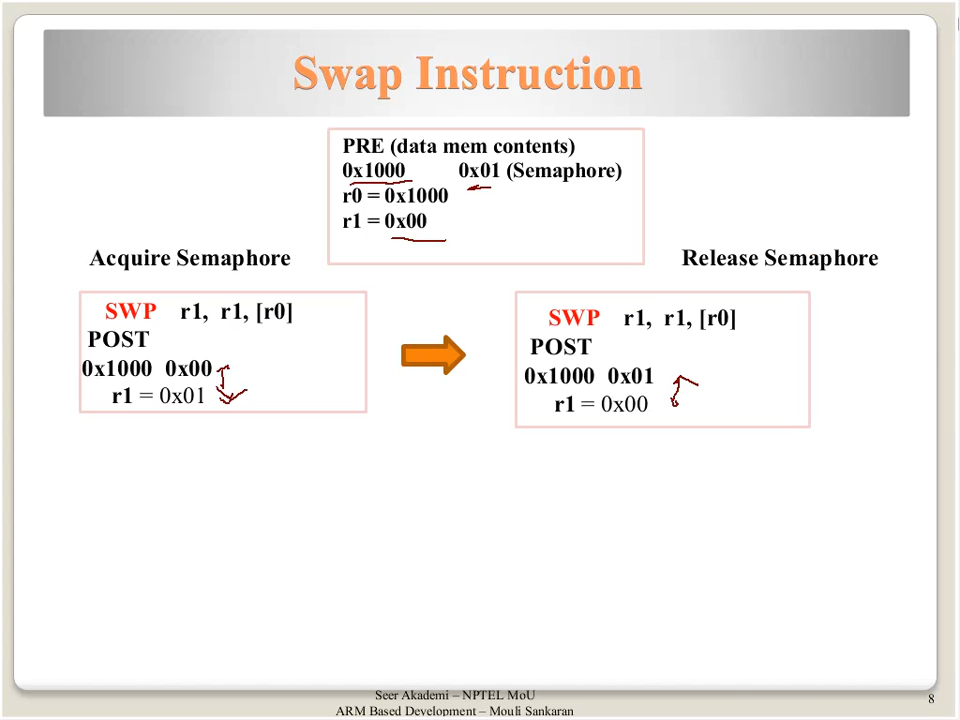 Swap Instruction
PRE (data mem contents)
0x1000 0x01 (Semaphore)
r0 = 0x1000
r1 = 0x00
Acquire Semaphore
SWP r1, r1, [r0]
POST
0x1000 0x00
r1 = 0x01
Release Semaphore
SWP r1, r1, [r0]
POST
0x1000 0x01
r1 = 0x00
Seer Akademi – NPTEL MoU
ARM Based Development – Mouli Sankaran
8